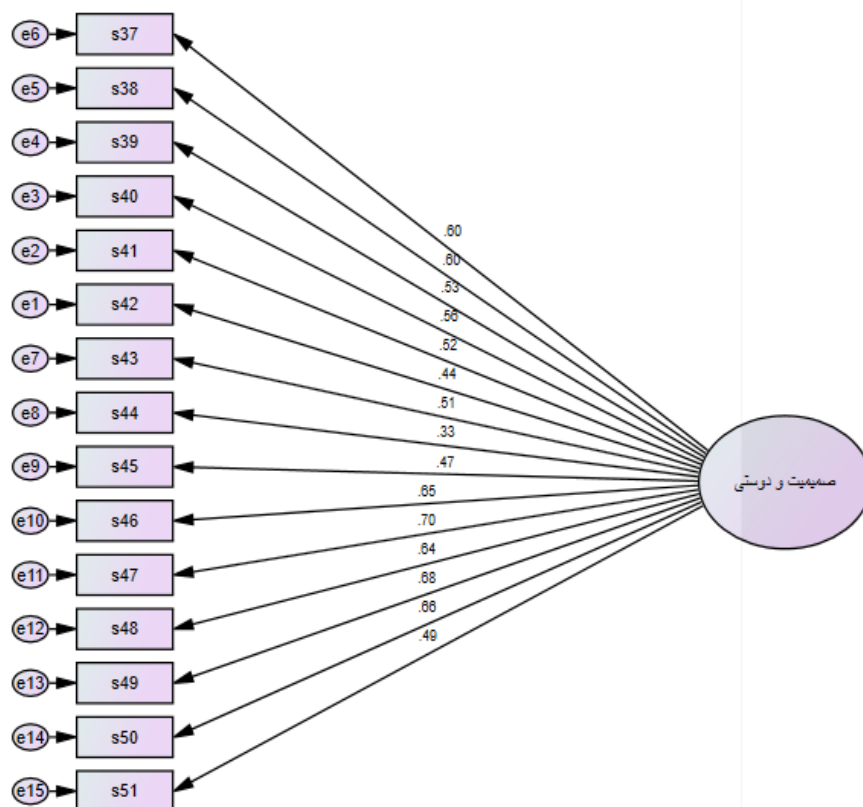 e6 s37
e5 s38
e4 s39
e3 s40
e2 s41
e1 s42
e7 s43
e8 s44
e9 s45
e10 s46
e11 s47
e12 s48
e13 s49
e14 s50
e15 s51
.60
.60
.53
.56
.52
.44
.51
.33
.47
.65
.70
.64
.68
.66
.49
صمیمیت و دوستی